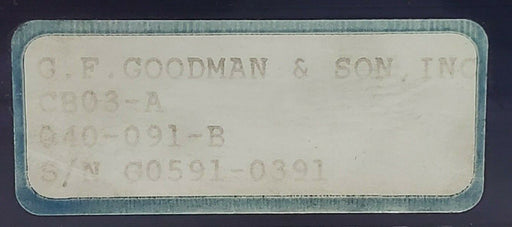 G.F.GOODMAN & SON,INC
CB03-A
040-091-B
S/N G0591-0391